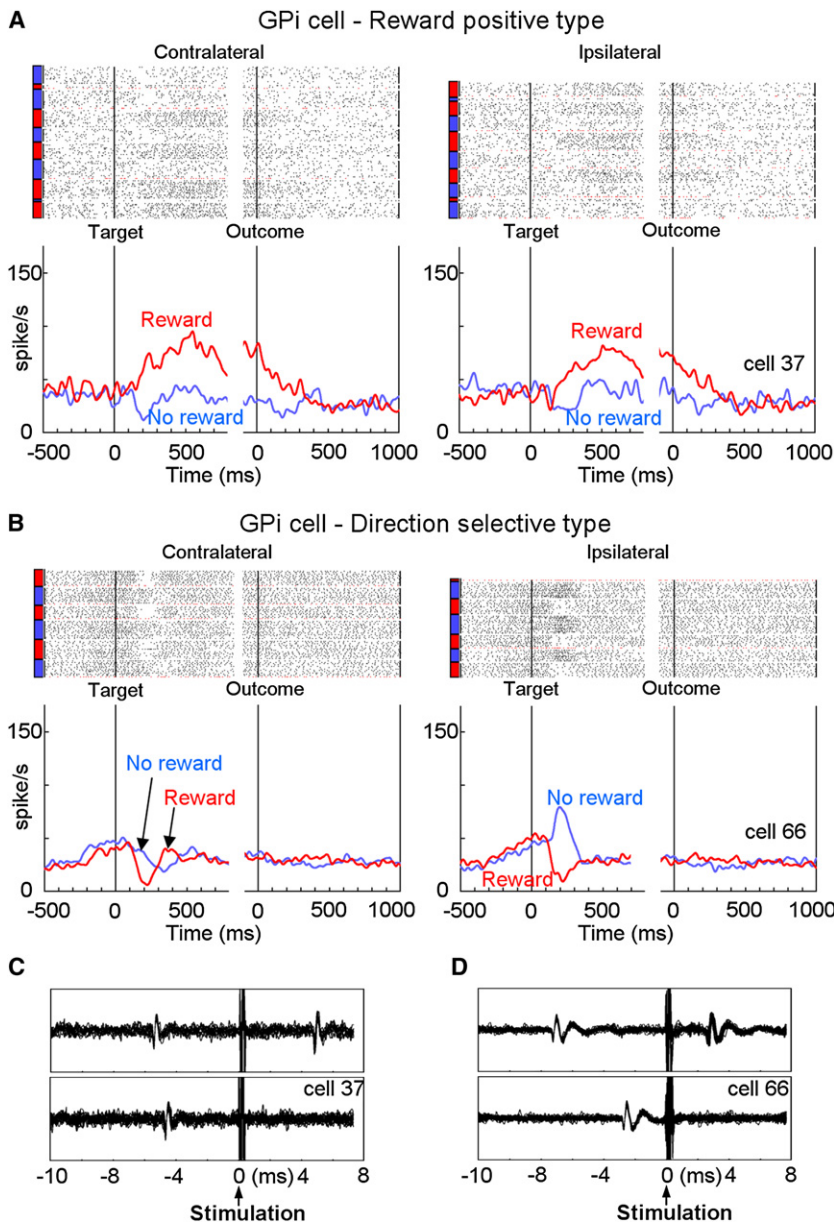 A
GPi cell - Reward positive type
Contralateral
Ipsilateral
Target
Outcome
Target
Outcome
150
spike/s
Reward
No reward
0
-500 0 500 0 500 1000
Time (ms)
150
Reward
cell 37
No reward
0
-500 0 500 0 500 1000
Time (ms)
B
GPi cell - Direction selective type
Contralateral
Ipsilateral
Target
Outcome
Target
Outcome
150
spike/s
No reward
Reward
0
-500 0 500 0 500 1000
Time (ms)
150
No reward
cell 66
Reward
0
-500 0 500 0 500 1000
Time (ms)
C
cell 37
-10 -8 -4 0 (ms) 4 8
Stimulation
D
cell 66
-10 -8 -4 0 (ms) 4 8
Stimulation